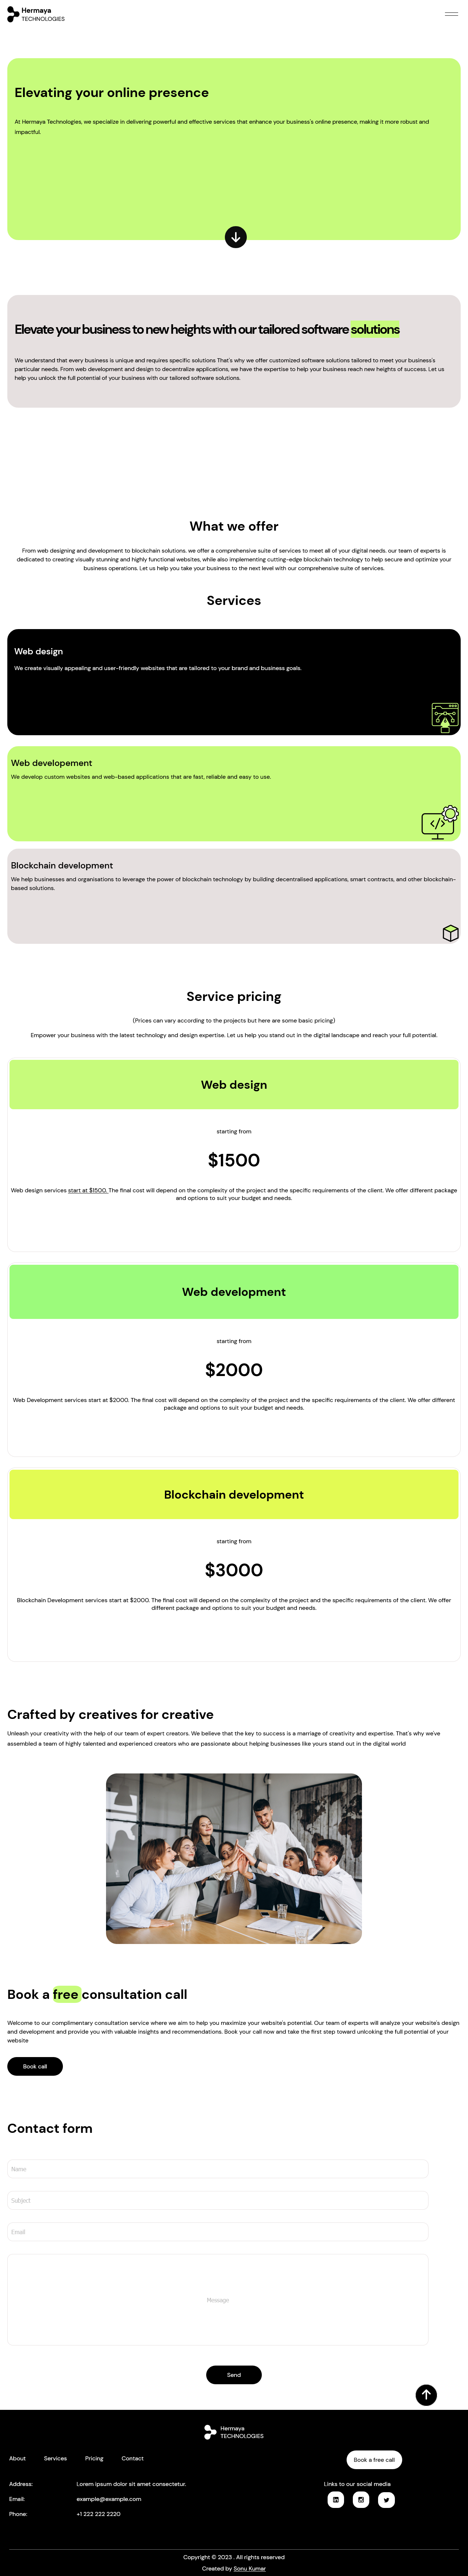 Hermaya
TECHNOLOGIES
Elevating your online presence
At Hermaya Technologies, we specialize in delivering powerful and effective services that enhance your business's online presence, making it more robust and
impactful.
Elevate your business to new heights with our tailored software solutions
We understand that every business is unique and requires specific solutions That's why we offer customized software solutions tailored to meet your business's
particular needs. From web development and design to decentralize applications, we have the expertise to help your business reach new heights of success. Let us
help you unlock the full potential of your business with our tailored software solutions.
What we offer
From web designing and development to blockchain solutions. we offer a comprehensive suite of services to meet all of your digital needs. our team of experts is
dedicated to creating visually stunning and highly functional websites, while also implementing cutting-edge blockchain technology to help secure and optimize your
business operations. Let us help you take your business to the next level with our comprehensive suite of services.
Services
Web design
We create visually appealing and user-friendly websites that are tailored to your brand and business goals.
Web developement
We develop custom websites and web-based applications that are fast, reliable and easy to use.
Blockchain development
We help businesses and organisations to leverage the power of blockchain technology by building decentralised applications, smart contracts, and other blockchain-
based solutions.
Service pricing
(Prices can vary according to the projects but here are some basic pricing)
Empower your business with the latest technology and design expertise. Let us help you stand out in the digital landscape and reach your full potential.
Web design
starting from
$1500
Web design services start at $1500. The final cost will depend on the complexity of the project and the specific requirements of the client. We offer different package
and options to suit your budget and needs.
Web development
starting from
$2000
Web Development services start at $2000. The final cost will depend on the complexity of the project and the specific requirements of the client. We offer different
package and options to suit your budget and needs.
Blockchain development
starting from
$3000
Blockchain Development services start at $2000. The final cost will depend on the complexity of the project and the specific requirements of the client. We offer
different package and options to suit your budget and needs.
Crafted by creatives for creative
Unleash your creativity with the help of our team of expert creators. We believe that the key to success is a marriage of creativity and expertise. That's why we've
assembled a team of highly talented and experienced creators who are passionate about helping businesses like yours stand out in the digital world
Book a free consultation call
Welcome to our complimentary consultation service where we aim to help you maximize your website's potential. Our team of experts will analyze your website's design
and development and provide you with valuable insights and recommendations. Book your call now and take the first step toward unlocking the full potential of your
website
Book call
Contact form
Name
Subject
Email
Message
Send
Hermaya
TECHNOLOGIES
About Services Pricing Contact
Book a free call
Address: Lorem ipsum dolor sit amet consectetur.
Links to our social media
Email: example@example.com
Phone: +1 222 222 2220
Copyright © 2023 . All rights reserved
Created by Sonu Kumar